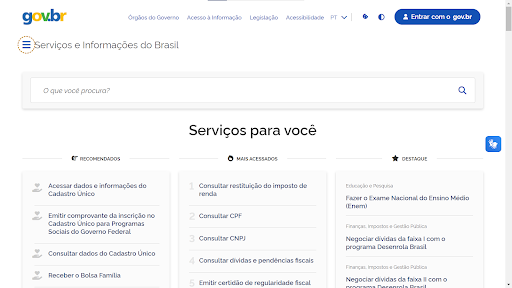 gov.br
Órgãos do Governo Acesso à Informação Legislação Acessibilidade PT Entrar com o gov.br
Serviços e Informações do Brasil
O que você procura?
Serviços para você
RECOMENDADOS
Acessar dados e informações do
Cadastro Único
Emitir comprovante da inscrição no
Cadastro Único para Programas
Sociais do Governo Federal
Consultar dados do Cadastro Único
Receber o Bolsa Família
MAIS ACESSADOS
1 Consultar restituição do imposto de
renda
2 Consultar CPF
3 Consultar CNPJ
4 Consultar dívidas e pendências fiscais
5 Emitir certidão de regularidade fiscal
DESTAQUE
Educação e Pesquisa
Fazer o Exame Nacional do Ensino Médio
(Enem)
Finanças, Impostos e Gestão Pública
Negociar dívidas da faixa I com o
programa Desenrola Brasil
Finanças, Impostos e Gestão Pública
Negociar dívidas da faixa II com o
programa Desenrola Brasil